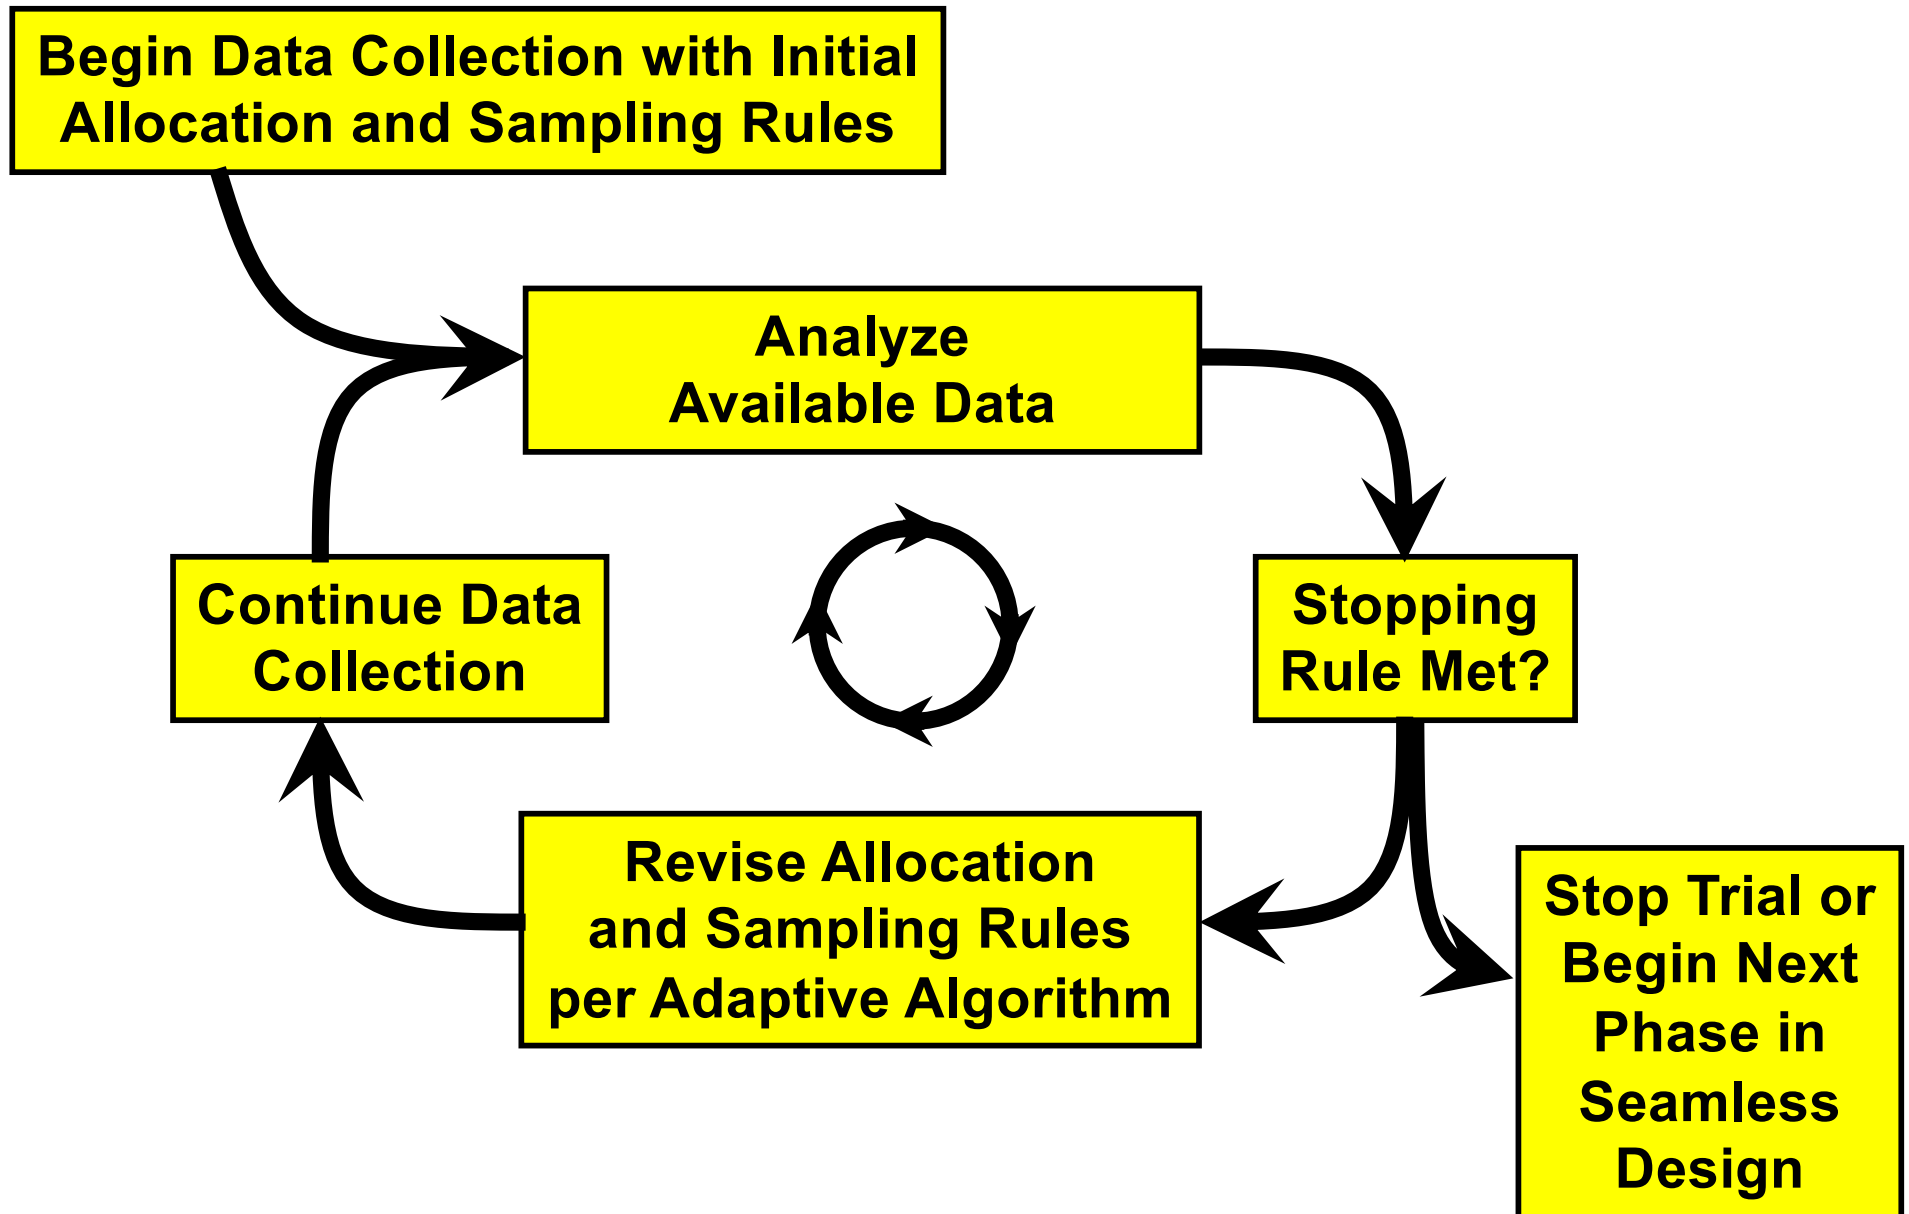 Begin Data Collection with Initial
Allocation and Sampling Rules
Analyze
Available Data
Continue Data
Collection
Stopping
Rule Met?
Revise Allocation
and Sampling Rules
per Adaptive Algorithm
Stop Trial or
Begin Next
Phase in
Seamless
Design